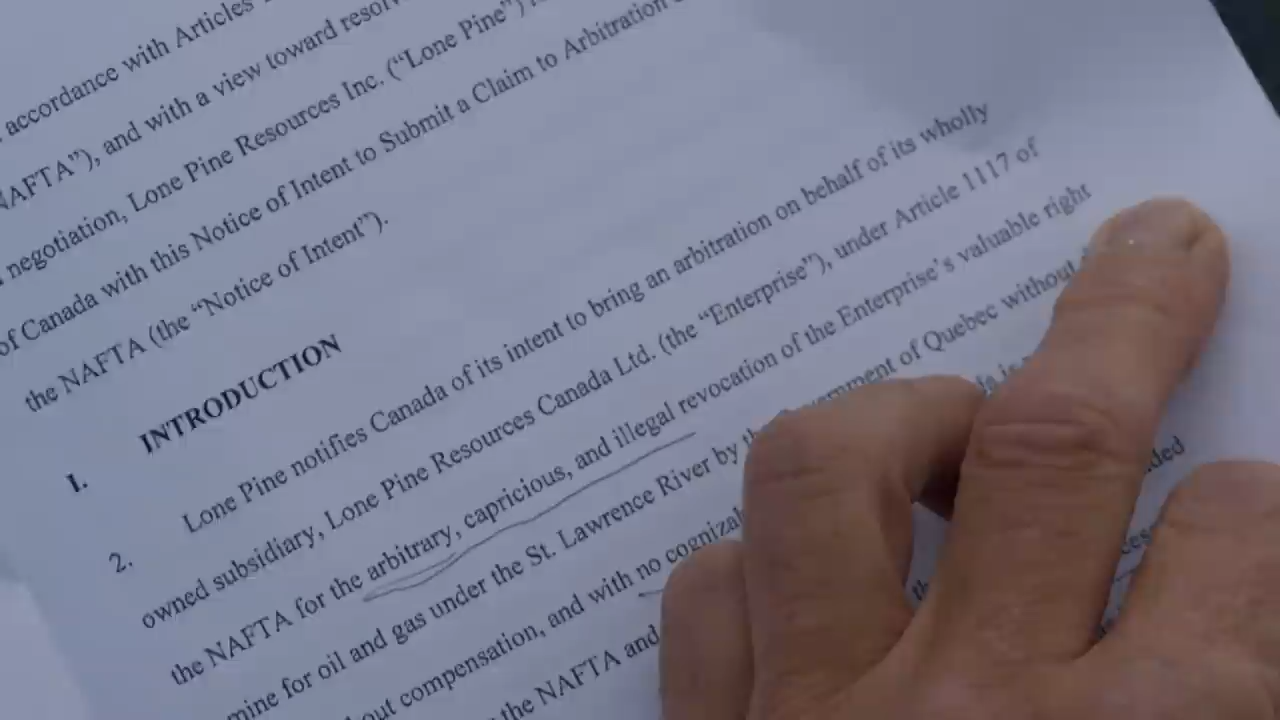 accordance with Articles
NAFTA"), and with a view toward
negotiation, Lone Pine Resources Inc. ("Lone Pine")
of Canada with this Notice of Intent to Submit a Claim to Arbitration
the NAFTA (the "Notice of Intent").
I. INTRODUCTION
2. Lone Pine notifies Canada of its intent to bring an arbitration on behalf of its wholly
owned subsidiary, Lone Pine Resources Canada Ltd. (the "Enterprise"), under Article 1117 of
the NAFTA for the arbitrary, capricious, and illegal revocation of the Enterprise's valuable right
mine for oil and gas under the St. Lawrence River by of Quebec without
compensation, and with no
the NAFTA and